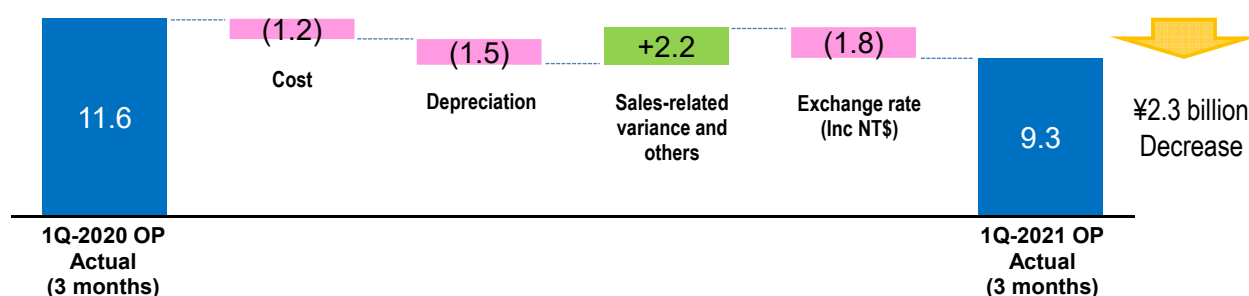 11.6
(1.2)
Cost
(1.5)
Depreciation
+2.2
Sales-related
variance and
others
(1.8)
Exchange rate
(Inc NT$)
9.3
¥2.3 billion
Decrease
1Q-2020 OP
Actual
(3 months)
1Q-2021 OP
Actual
(3 months)